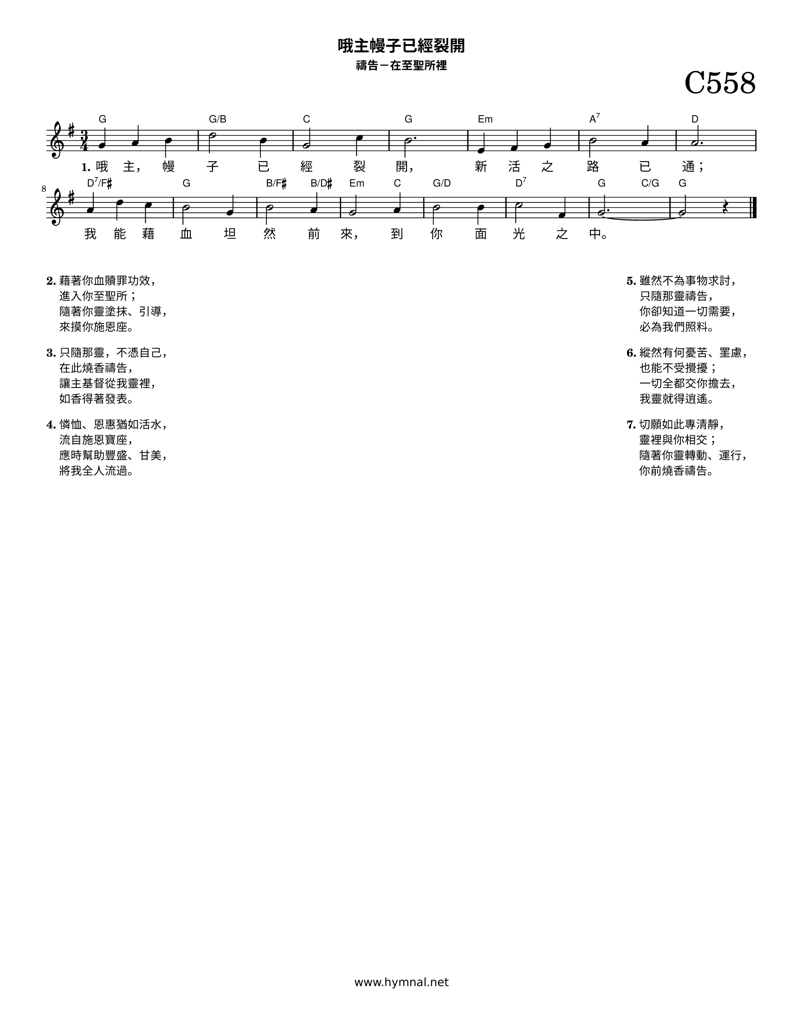 哦主幔子已經裂開
禱告－在至聖所裡
C558
G G/B C G Em A7 D
3
4
1. 哦 主， 幔 子 已 經 裂 開， 新 活 之 路 已 通；
D7/F♯ G B/F♯ B/D♯ Em C G/D D7 G C/G G
8
我 能 藉 血 坦 然 前 來， 到 你 面 光 之 中。
2. 藉著你血贖罪功效，
進入你至聖所；
隨著你靈塗抹、引導，
來摸你施恩座。
3. 只隨那靈，不憑自己，
在此燒香禱告，
讓主基督從我靈裡，
如香得著發表。
4. 憐恤、恩惠猶如活水，
流自施恩寶座，
應時幫助豐盛、甘美，
將我全人流過。
5. 雖然不為事物求討，
只隨那靈禱告，
你卻知道一切需要，
必為我們照料。
6. 縱然有何憂苦、罣慮，
也能不受攪擾；
一切全都交你擔去，
我靈就得逍遙。
7. 切願如此專清靜，
靈裡與你相交；
隨著你靈轉動、運行，
你前燒香禱告。
www.hymnal.net